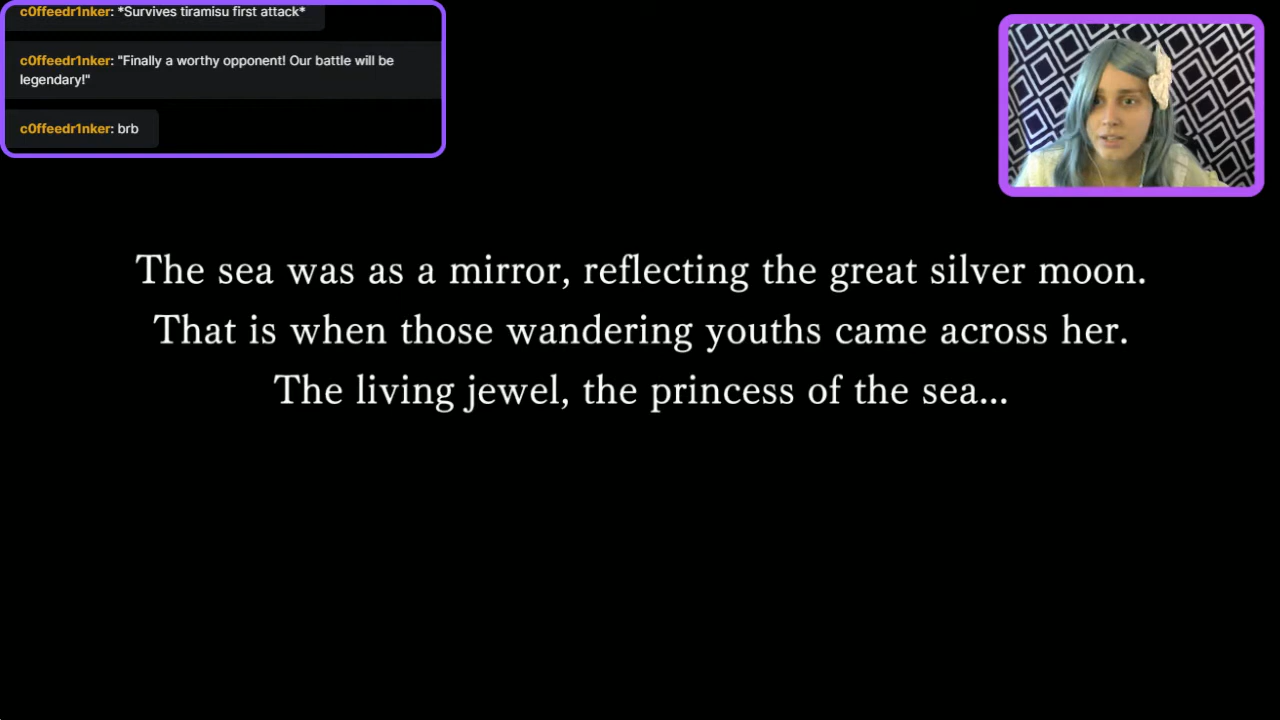 c0ffeedr1nker: *Survives tiramisu first attack*
c0ffeedr1nker: "Finally a worthy opponent! Our battle will be
legendary!"
c0ffeedr1nker: brb
The sea was as a mirror, reflecting the great silver moon.
That is when those wandering youths came across her.
The living jewel, the princess of the sea...